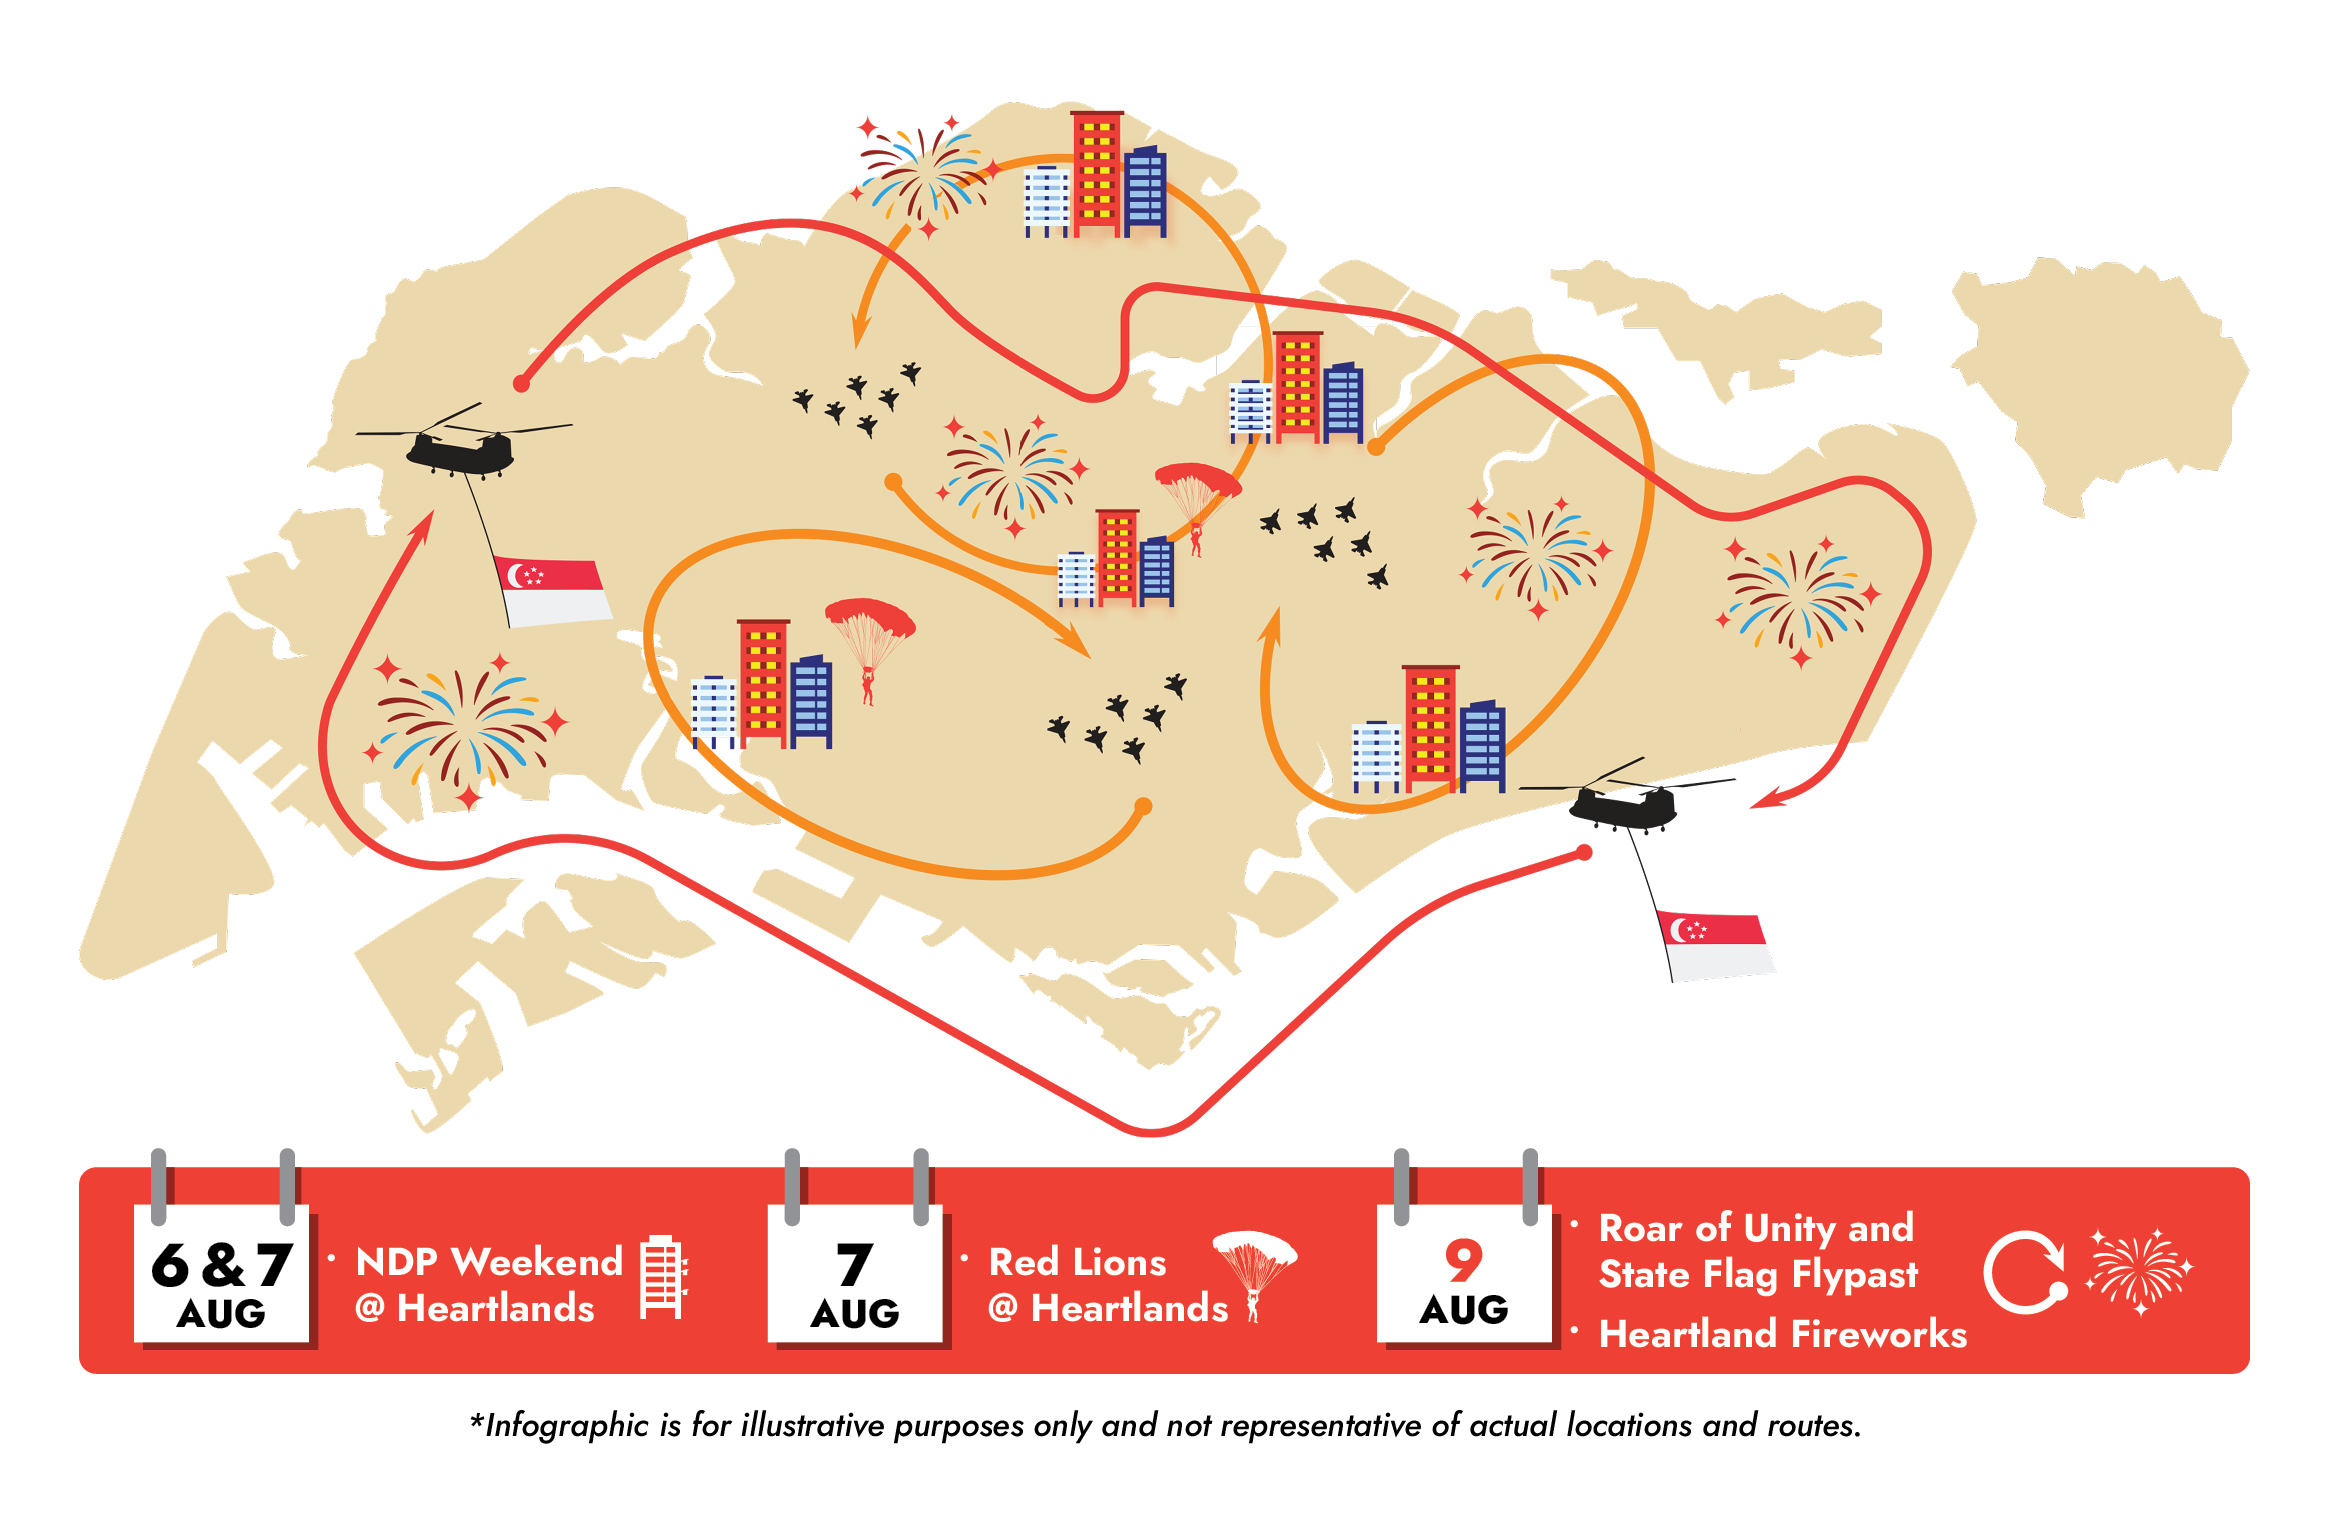 6 & 7
AUG
· NDP Weekend
@ Heartlands
7
AUG
· Red Lions
@ Heartlands
9
AUG
· Roar of Unity and
State Flag Flypast
· Heartland Fireworks
*Infographic is for illustrative purposes only and not representative of actual locations and routes.